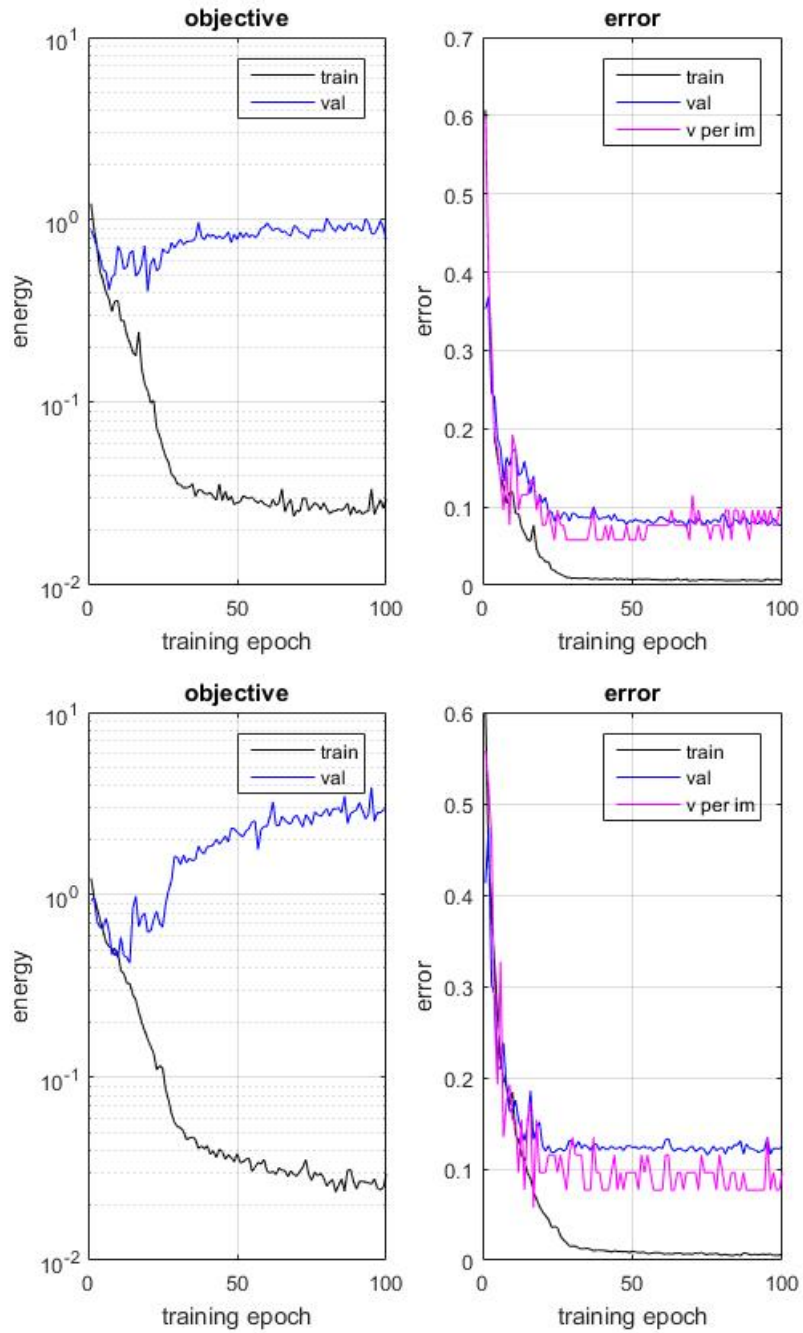 objective
10^1
10^0
10^-1
10^-2
energy
train
val
0 50 100
training epoch
error
0.7
0.6
0.5
0.4
0.3
0.2
0.1
0
error
train
val
v per im
0 50 100
training epoch
objective
10^1
10^0
10^-1
10^-2
energy
train
val
0 50 100
training epoch
error
0.6
0.5
0.4
0.3
0.2
0.1
0
error
train
val
v per im
0 50 100
training epoch